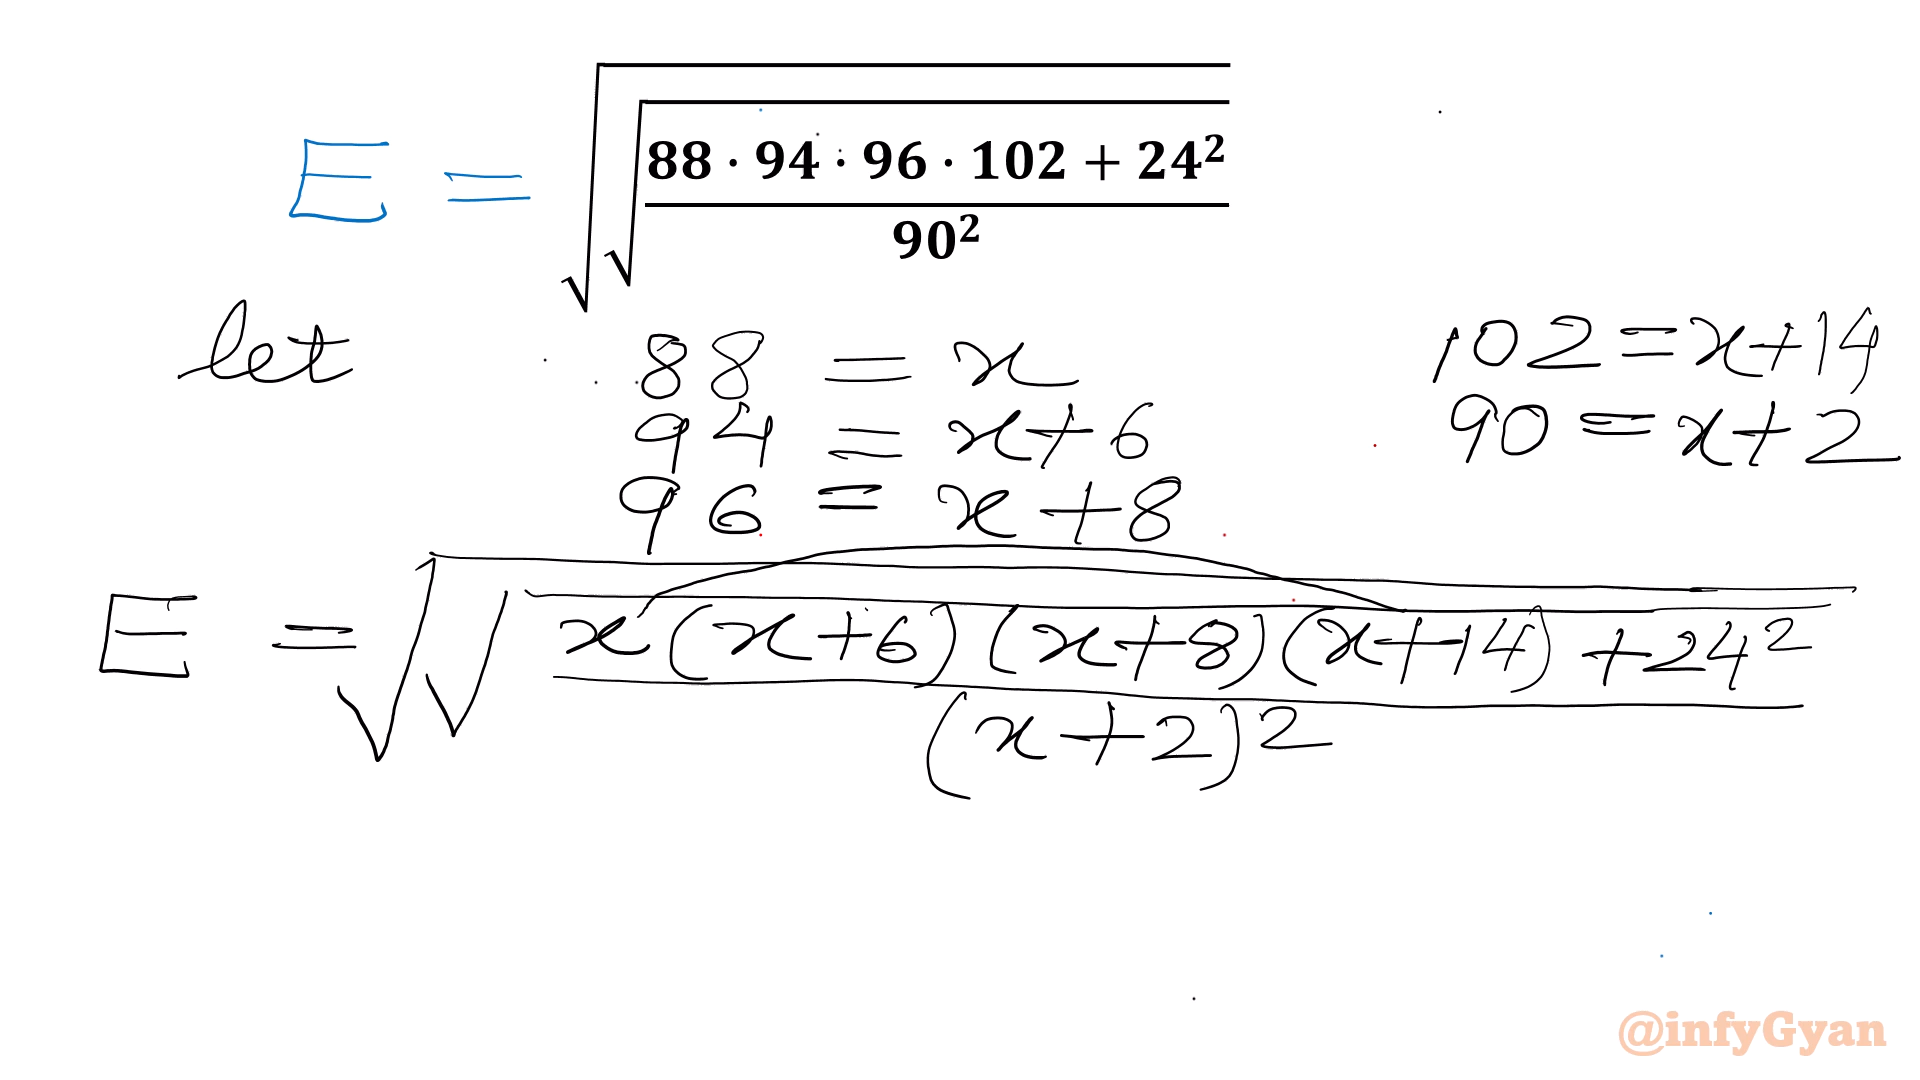 E = √√((88 · 94 · 96 · 102 + 24²)/90²)
let 88 = x 102 = x+14
94 = x+6 90 = x+2
96 = x+8
E = √√((x(x+6)(x+8)(x+14) + 24²)/(x+2)²)
@infyGyan